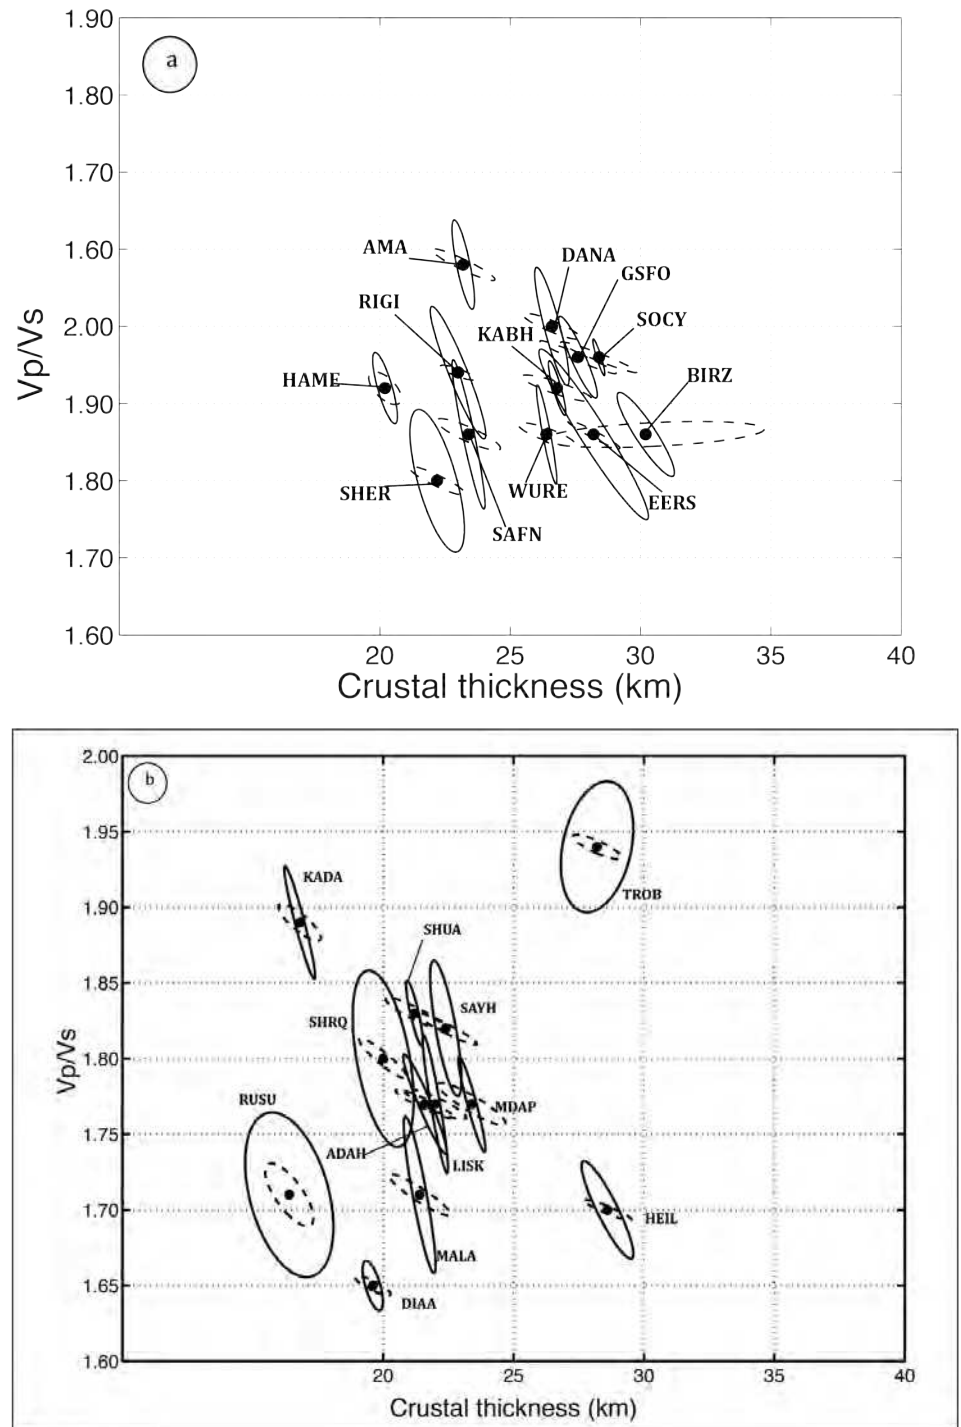 1.90
a
1.80
1.70
1.60
AMA
DANA
GSFO
RIGI
SOCY
2.00
KABH
HAME
BIRZ
1.90
1.80
SHER
WURE
EERS
SAFN
1.70
1.60
Vp/Vs
20
25
30
35
40
Crustal thickness (km)
2.00
b
1.95
KADA
TROB
1.90
SHUA
1.85
SAYH
SHRQ
1.80
RUSU
MDAP
1.75
ADAH
LISK
1.70
HEIL
MALA
1.65
DIAA
1.60
Vp/Vs
20
25
30
35
40
Crustal thickness (km)